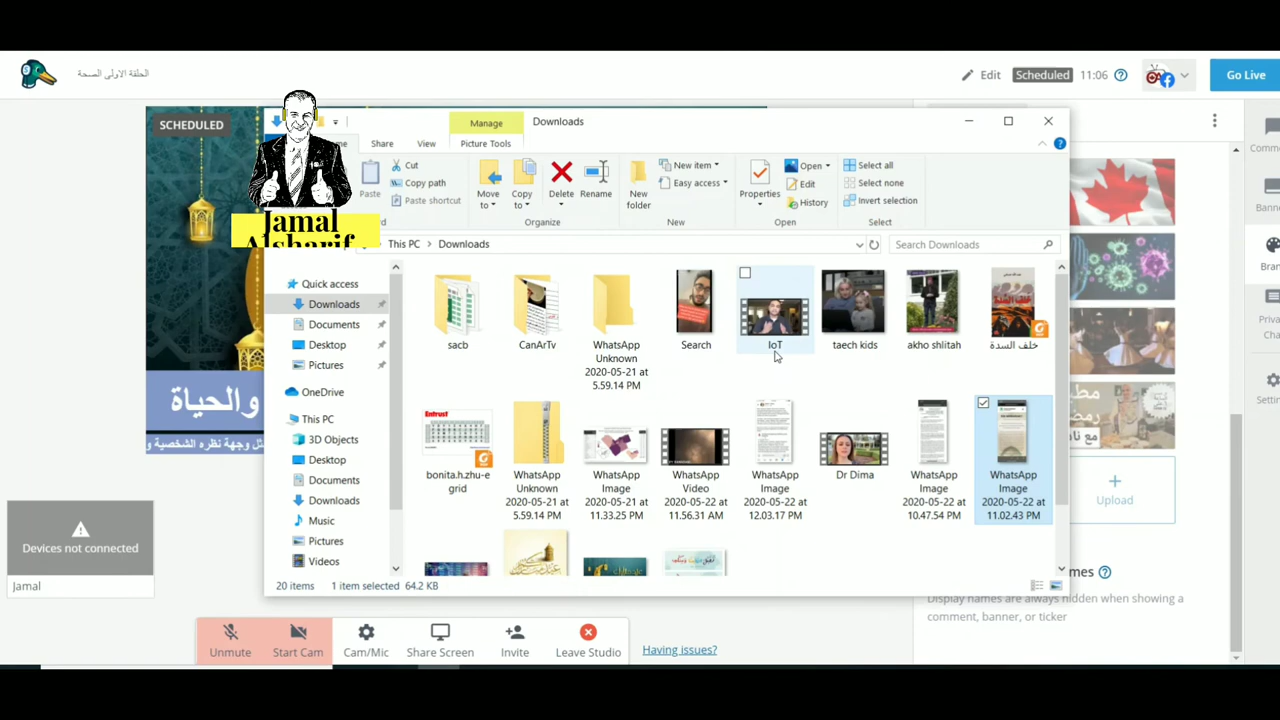 الحلقة الاولى الصحة
Edit
Scheduled
11:06
Go Live
SCHEDULED
Manage
Downloads
Share
View
Picture Tools
Jamal
Alsharif
Paste
Cut
Copy path
Paste shortcut
Move to
Copy to
Delete
Rename
Organize
New folder
New item
Easy access
New
Properties
Open
Edit
History
Open
Select all
Select none
Invert selection
Select
This PC
Downloads
Search Downloads
Quick access
Downloads
Documents
Desktop
Pictures
OneDrive
This PC
3D Objects
Desktop
Documents
Downloads
Music
Pictures
Videos
sacb
CanArTv
WhatsApp
Unknown
2020-05-21 at
5.59.14 PM
Search
IoT
taech kids
akho shlitah
خلف السدة
Entrust
bonita.h.zhu-e
grid
WhatsApp
Unknown
2020-05-21 at
5.59.14 PM
WhatsApp
Image
2020-05-21 at
11.33.25 PM
WhatsApp
Video
2020-05-22 at
11.56.31 AM
WhatsApp
Image
2020-05-22 at
12.03.17 PM
Dr Dima
WhatsApp
Image
2020-05-22 at
10.47.54 PM
WhatsApp
Image
2020-05-22 at
11.02.43 PM
20 items
1 item selected 64.2 KB
والحياة
وجهة نظره الشخصية و
Devices not connected
Jamal
Unmute
Start Cam
Cam/Mic
Share Screen
Invite
Leave Studio
Having issues?
Upload
Display names are always hidden when showing a
comment, banner, or ticker